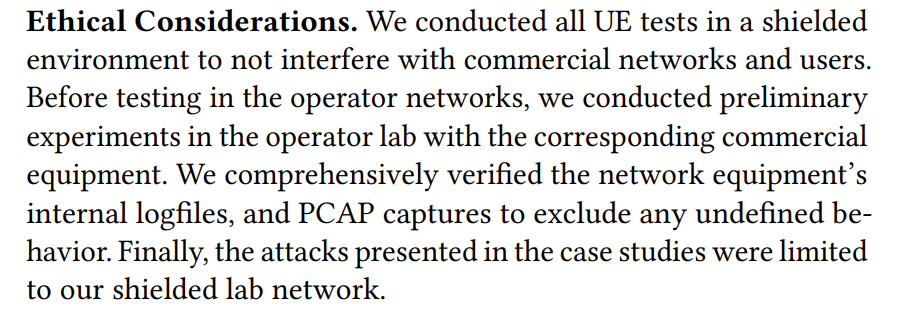 Ethical Considerations. We conducted all UE tests in a shielded
environment to not interfere with commercial networks and users.
Before testing in the operator networks, we conducted preliminary
experiments in the operator lab with the corresponding commercial
equipment. We comprehensively verified the network equipment’s
internal logfiles, and PCAP captures to exclude any undefined be-
havior. Finally, the attacks presented in the case studies were limited
to our shielded lab network.